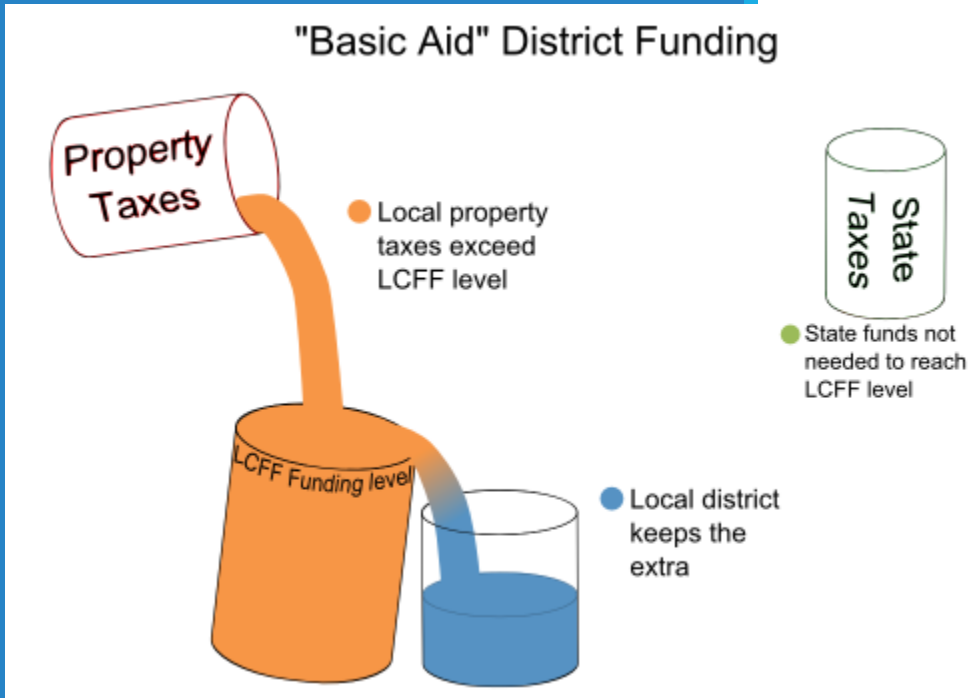 "Basic Aid" District Funding
Property
Taxes
Local property
taxes exceed
LCFF level
State
Taxes
State funds not
needed to reach
LCFF level
LCFF Funding level
Local district
keeps the
extra